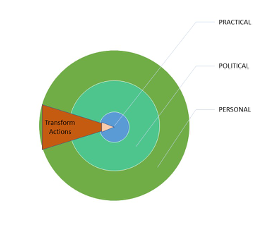 PRACTICAL
POLITICAL
PERSONAL
Transform
Actions